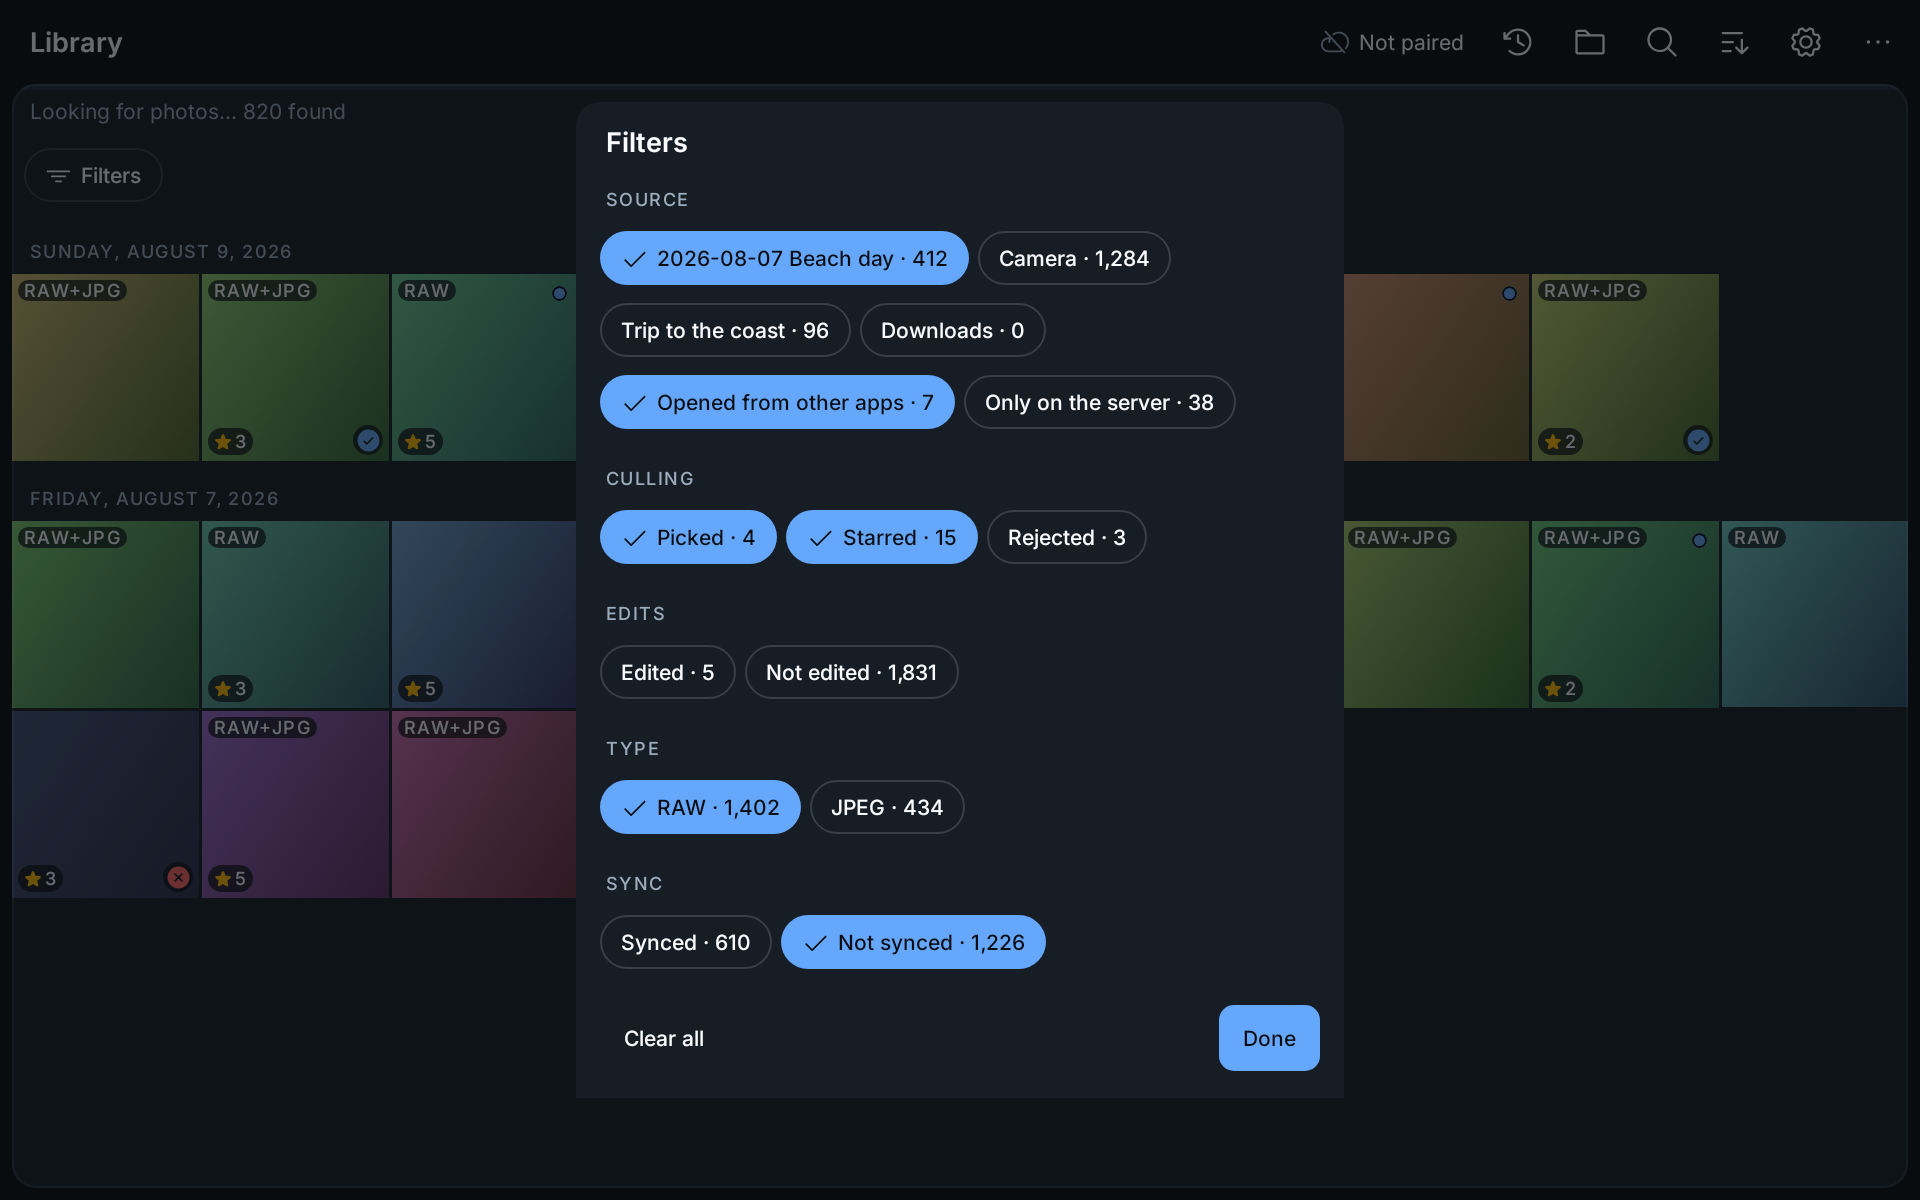 Library
Not paired
Looking for photos... 820 found
Filters
SUNDAY, AUGUST 9, 2026
RAW+JPG
RAW+JPG
RAW
RAW+JPG
3
5
2
FRIDAY, AUGUST 7, 2026
RAW+JPG
RAW
RAW+JPG
RAW+JPG
RAW
3
5
2
RAW+JPG
RAW+JPG
3
5
Filters
SOURCE
2026-08-07 Beach day · 412
Camera · 1,284
Trip to the coast · 96
Downloads · 0
Opened from other apps · 7
Only on the server · 38
CULLING
Picked · 4
Starred · 15
Rejected · 3
EDITS
Edited · 5
Not edited · 1,831
TYPE
RAW · 1,402
JPEG · 434
SYNC
Synced · 610
Not synced · 1,226
Clear all
Done